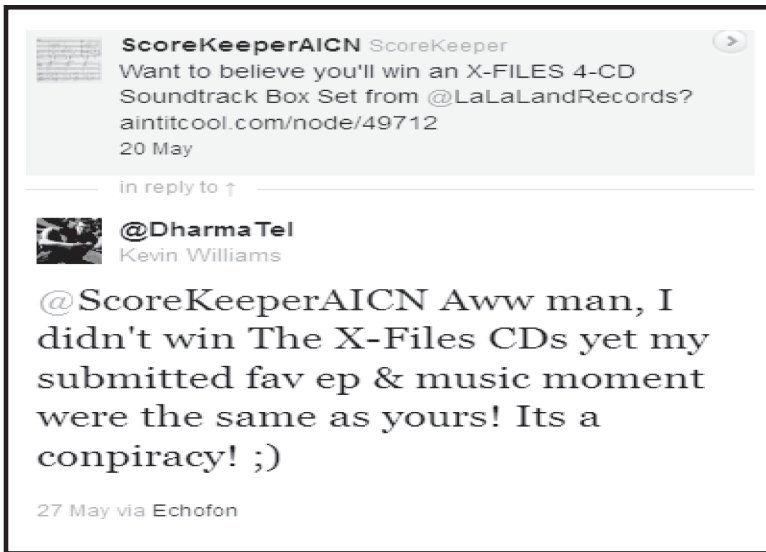 ScoreKeeperAICN ScoreKeeper
Want to believe you'll win an X-FILES 4-CD
Soundtrack Box Set from @LaLaLandRecords?
aintitcool.com/node/49712
20 May
in reply to ↑
@DharmaTel
Kevin Williams
@ScoreKeeperAICN Aww man, I
didn't win The X-Files CDs yet my
submitted fav ep & music moment
were the same as yours! Its a
conpiracy! ;)
27 May via Echofon